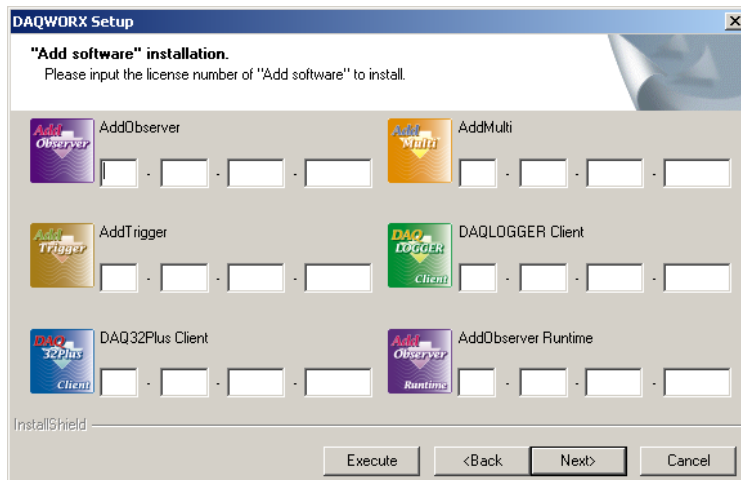 DAQWORX Setup
"Add software" installation.
Please input the license number of "Add software" to install.
Add Observer
AddObserver
- - -
Add Multi
AddMulti
- - -
Add Trigger
AddTrigger
- - -
DAQ LOGGER Client
DAQLOGGER Client
- - -
DAQ 32Plus Client
DAQ32Plus Client
- - -
Add Observer Runtime
AddObserver Runtime
- - -
InstallShield
Execute
<Back
Next>
Cancel